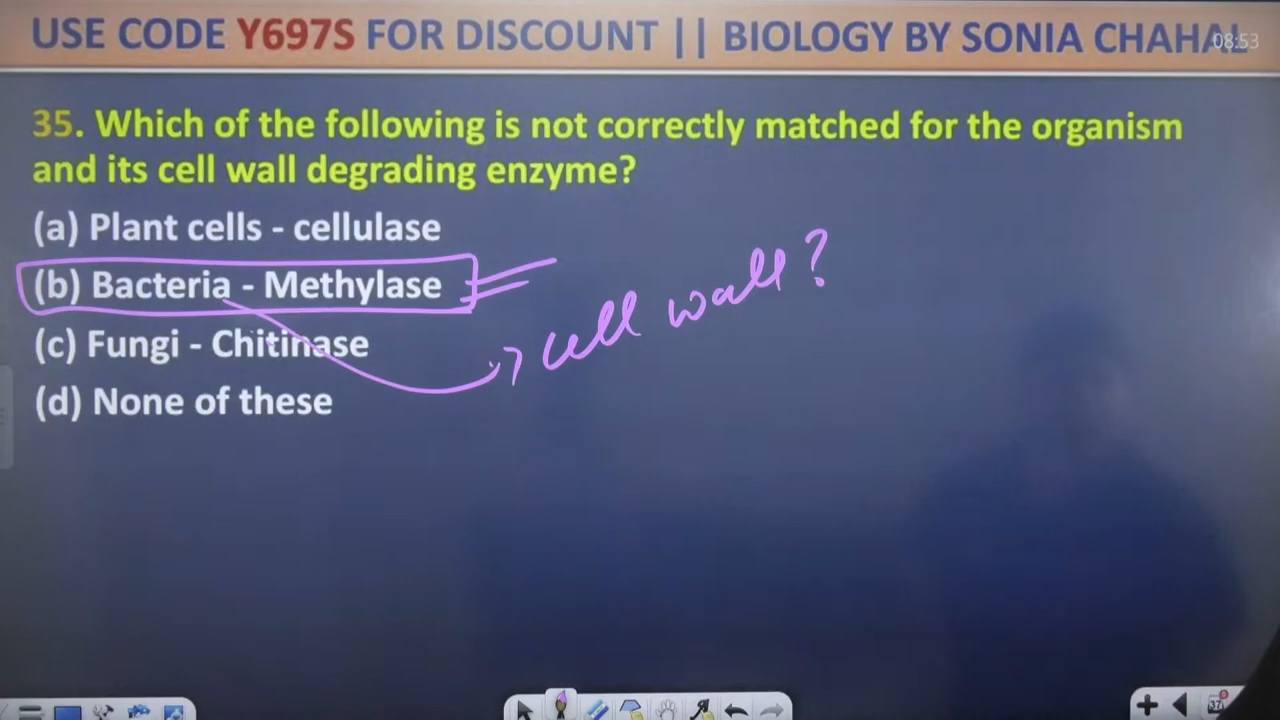 USE CODE Y697S FOR DISCOUNT || BIOLOGY BY SONIA CHAHAL
08:53
35. Which of the following is not correctly matched for the organism
and its cell wall degrading enzyme?
(a) Plant cells - cellulase
(b) Bacteria - Methylase
(c) Fungi - Chitinase
(d) None of these
cell wall?